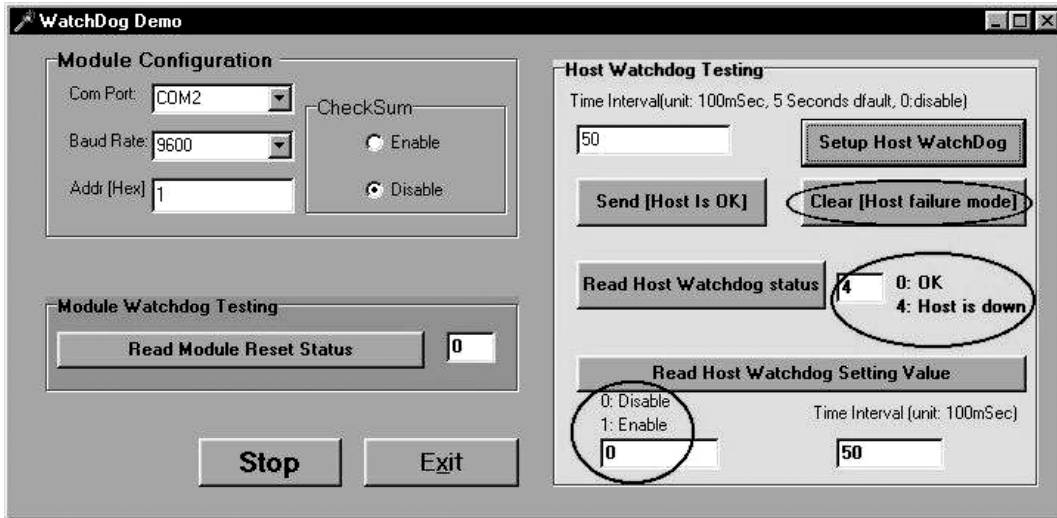 WatchDog Demo
Module Configuration
Com Port: COM2
Baud Rate: 9600
Addr [Hex] 1
CheckSum
Enable
Disable
Module Watchdog Testing
Read Module Reset Status 0
Stop Exit
Host Watchdog Testing
Time Interval(unit: 100mSec, 5 Seconds dfault, 0:disable)
50 Setup Host WatchDog
Send [Host Is OK] Clear [Host failure mode]
Read Host Watchdog status 4 0: OK
4: Host is down
Read Host Watchdog Setting Value
0: Disable
1: Enable
0
Time Interval (unit: 100mSec)
50